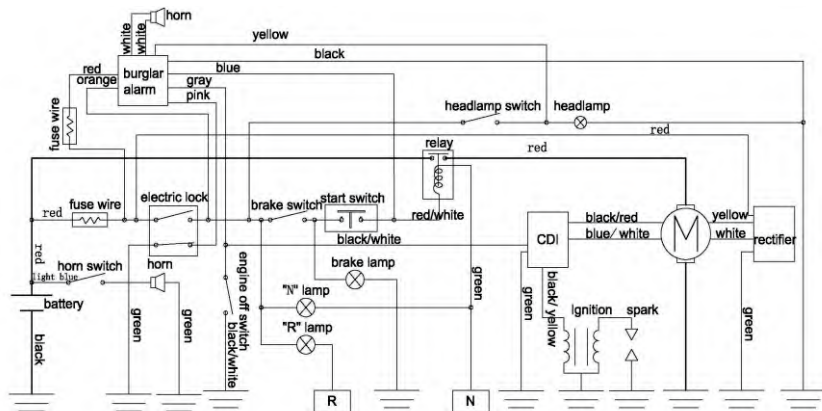 horn
white
white
yellow
black
red
orange
burglar
alarm
blue
gray
pink
headlamp switch
headlamp
fuse wire
relay
red
red
fuse wire
electric lock
brake switch
start switch
red
red/white
black/white
black/red
blue/ white
CDI
M
yellow
white
rectifier
red
light blue
horn switch
horn
engine off switch
brake lamp
battery
"N" lamp
"R" lamp
green
green
black/white
green
green
black/ yellow
Ignition
spark
green
black
R
N